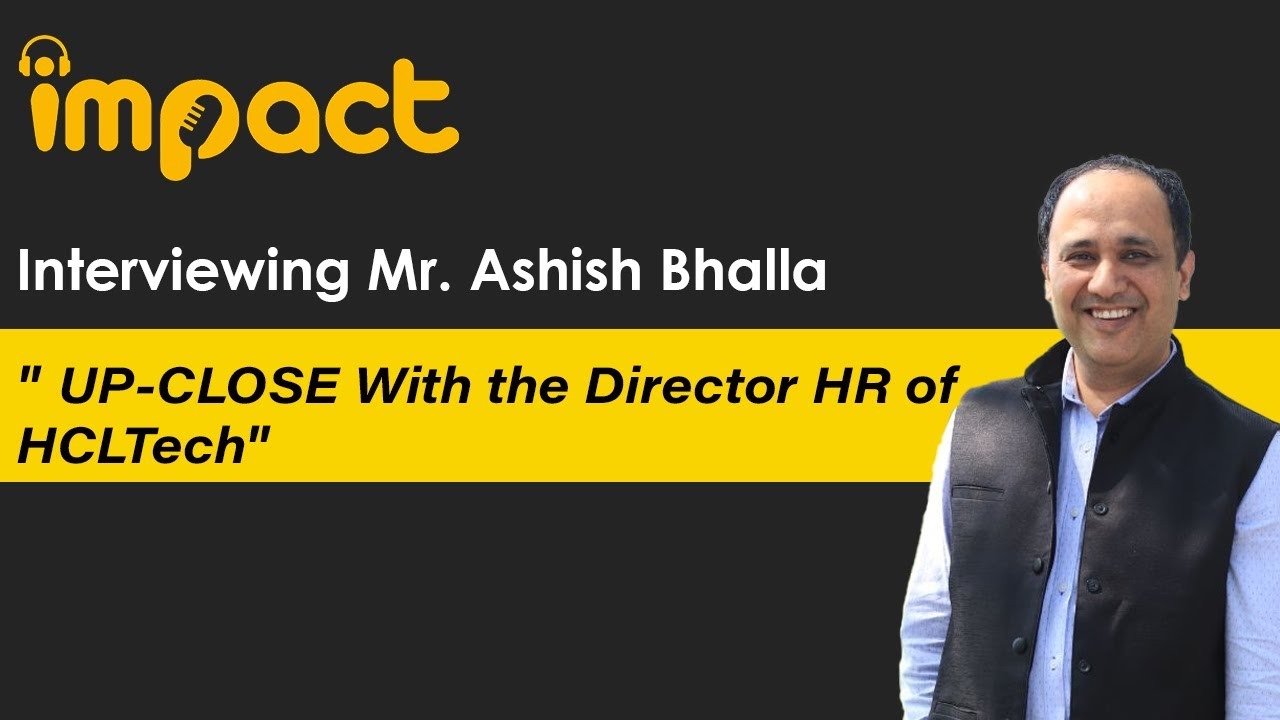 impact
Interviewing Mr. Ashish Bhalla
" UP-CLOSE With the Director HR of
HCLTech"